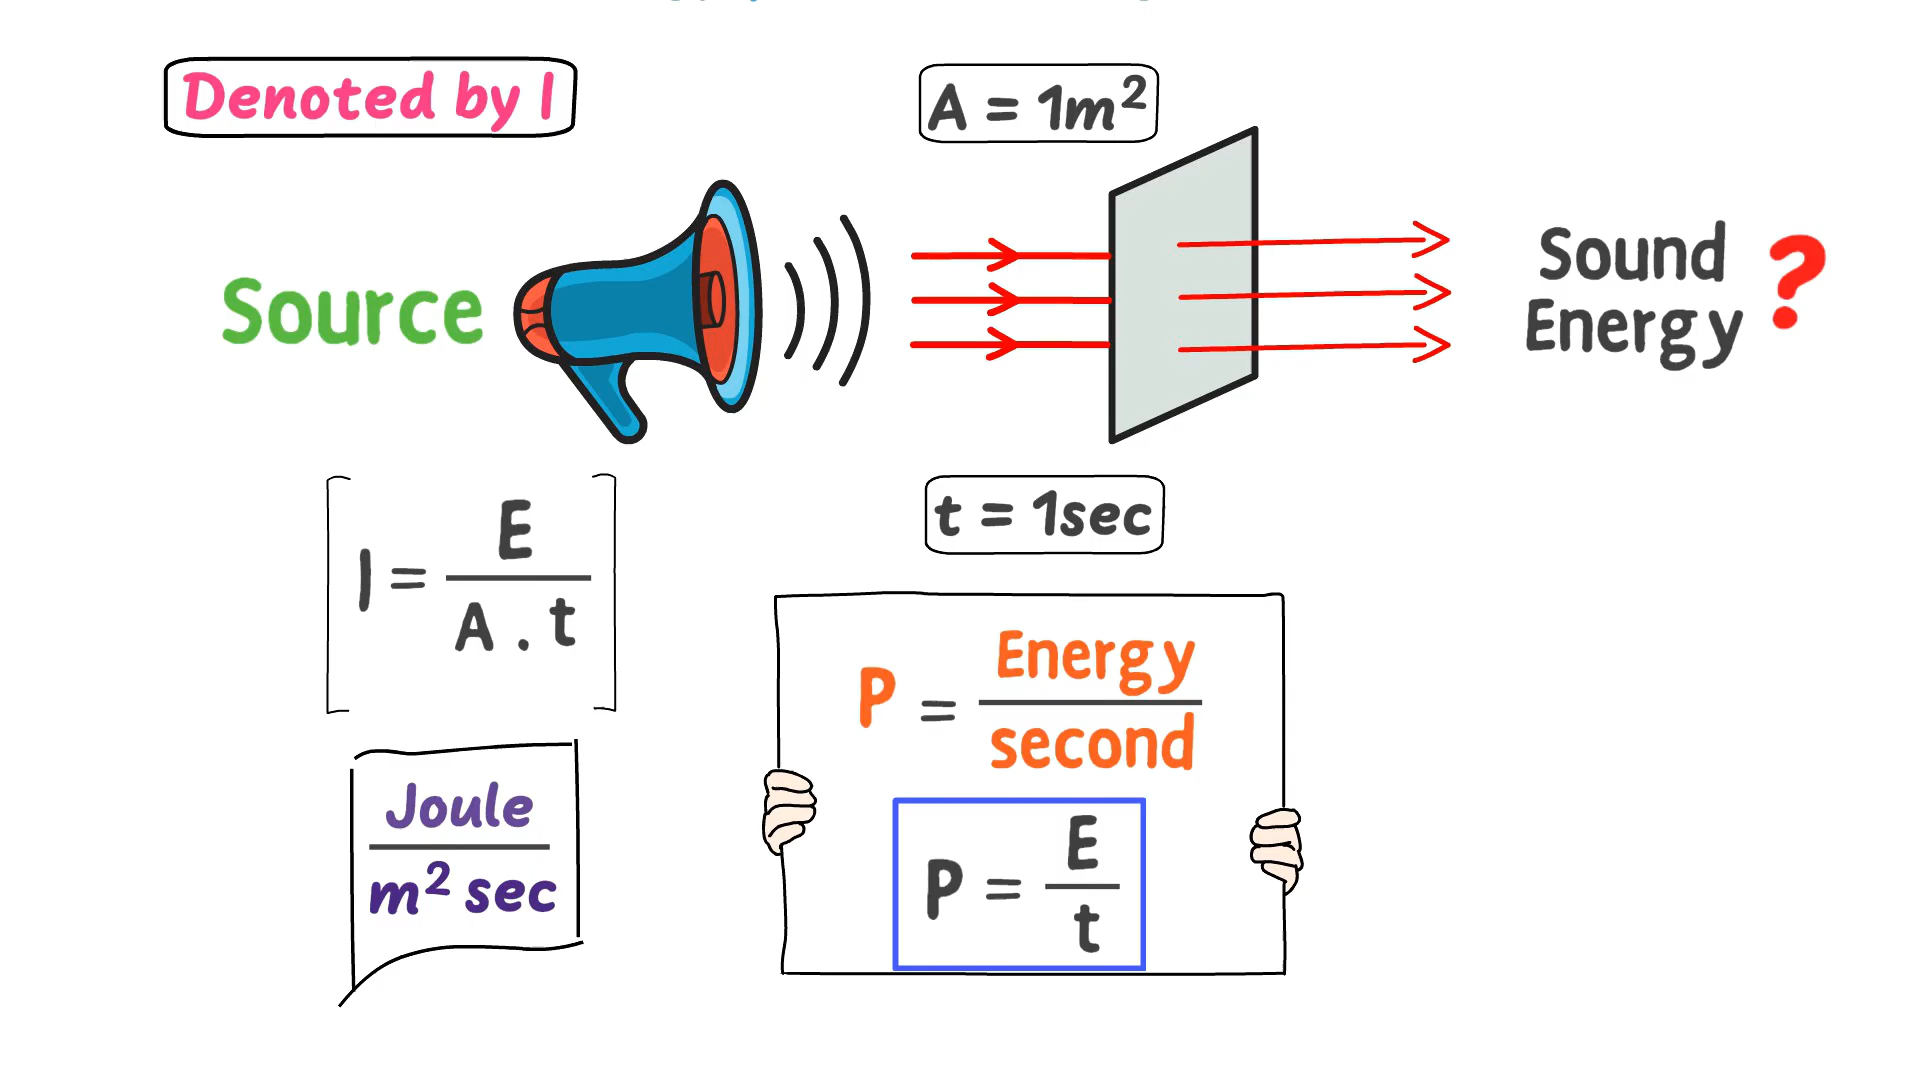 Denoted by I
A = 1m²
Source
Sound
Energy ?
t = 1sec
I = E / A . t
P = Energy / second
Joule / m² sec
P = E / t